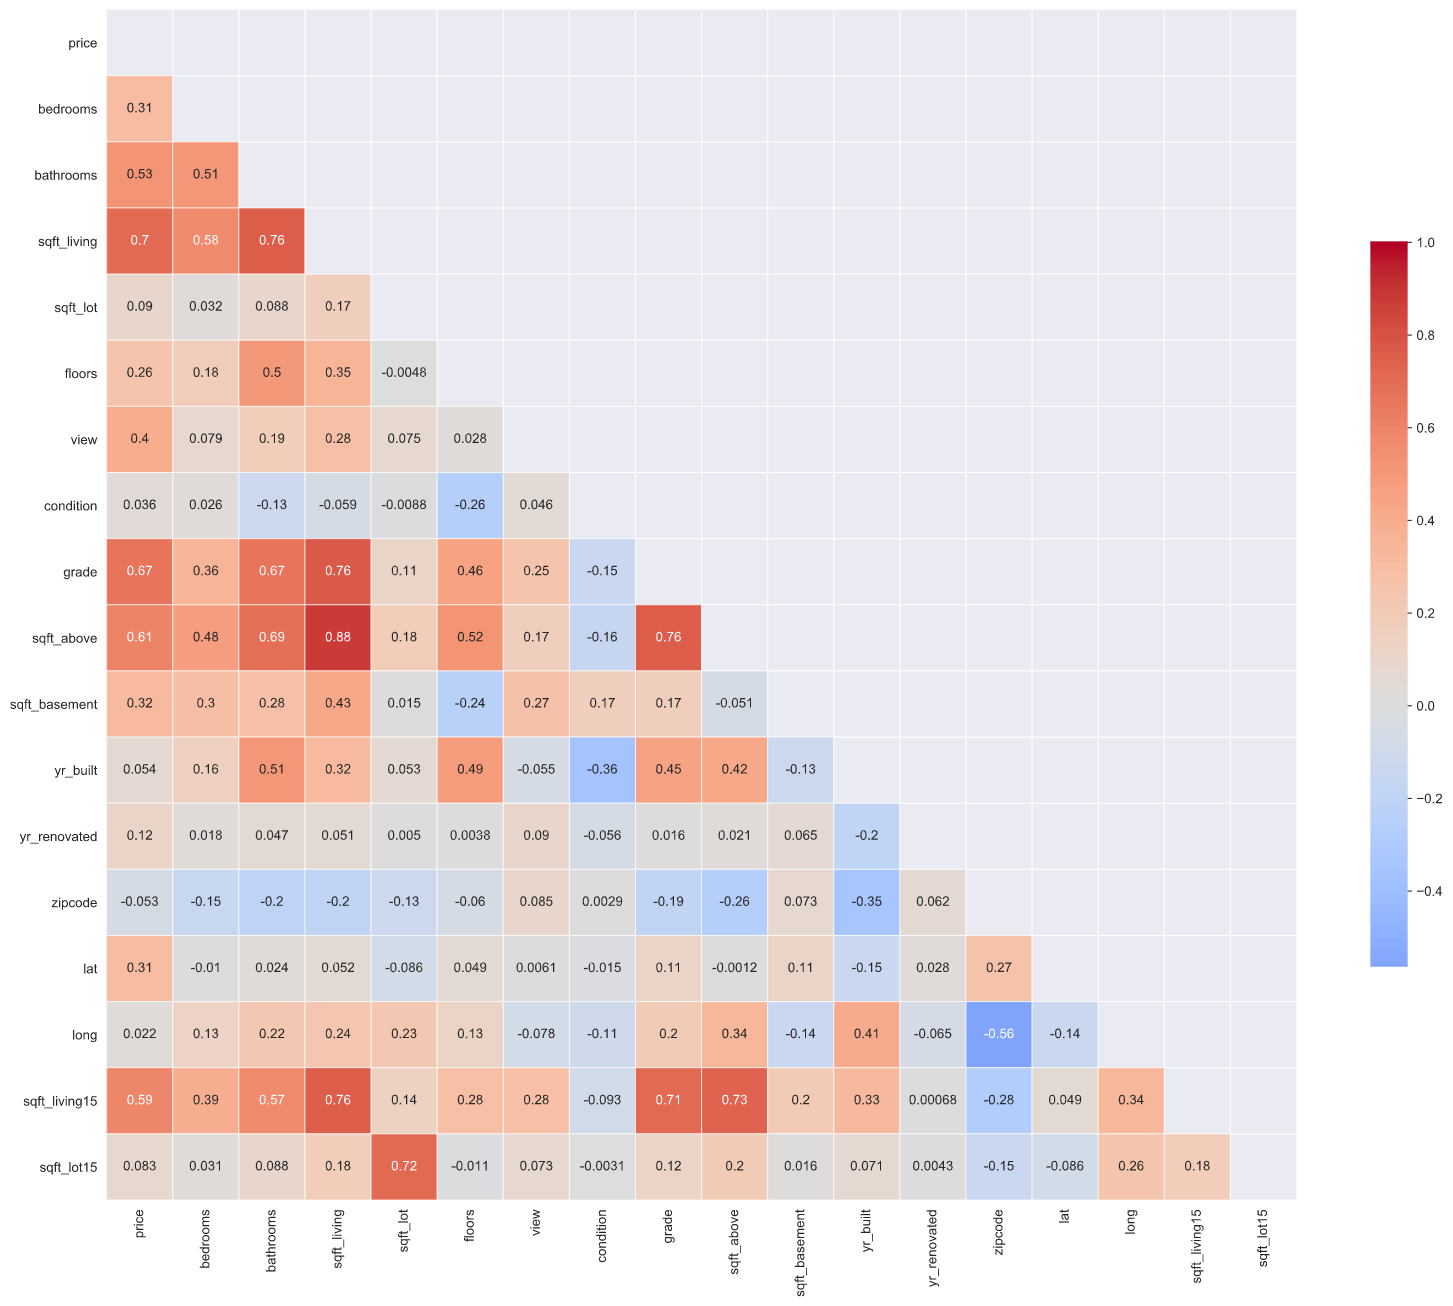 price
bedrooms 0.31
bathrooms 0.53 0.51
sqft_living 0.7 0.58 0.76
sqft_lot 0.09 0.032 0.088 0.17
floors 0.26 0.18 0.5 0.35 -0.0048
view 0.4 0.079 0.19 0.28 0.075 0.028
condition 0.036 0.026 -0.13 -0.059 -0.0088 -0.26 0.046
grade 0.67 0.36 0.67 0.76 0.11 0.46 0.25 -0.15
sqft_above 0.61 0.48 0.69 0.88 0.18 0.52 0.17 -0.16 0.76
sqft_basement 0.32 0.3 0.28 0.43 0.015 -0.24 0.27 0.17 0.17 -0.051
yr_built 0.054 0.16 0.51 0.32 0.053 0.49 -0.055 -0.36 0.45 0.42 -0.13
yr_renovated 0.12 0.018 0.047 0.051 0.005 0.0038 0.09 -0.056 0.016 0.021 0.065 -0.2
zipcode -0.053 -0.15 -0.2 -0.2 -0.13 -0.06 0.085 0.0029 -0.19 -0.26 0.073 -0.35 0.062
lat 0.31 -0.01 0.024 0.052 -0.086 0.049 0.0061 -0.015 0.11 -0.0012 0.11 -0.15 0.028 0.27
long 0.022 0.13 0.22 0.24 0.23 0.13 -0.078 -0.11 0.2 0.34 -0.14 0.41 -0.065 -0.56 -0.14
sqft_living15 0.59 0.39 0.57 0.76 0.14 0.28 0.28 -0.093 0.71 0.73 0.2 0.33 0.00068 -0.28 0.049 0.34
sqft_lot15 0.083 0.031 0.088 0.18 0.72 -0.011 0.073 -0.0031 0.12 0.2 0.016 0.071 0.0043 -0.15 -0.086 0.26 0.18
price bedrooms bathrooms sqft_living sqft_lot floors view condition grade sqft_above sqft_basement yr_built yr_renovated zipcode lat long sqft_living15 sqft_lot15
1.0
0.8
0.6
0.4
0.2
0.0
−0.2
−0.4